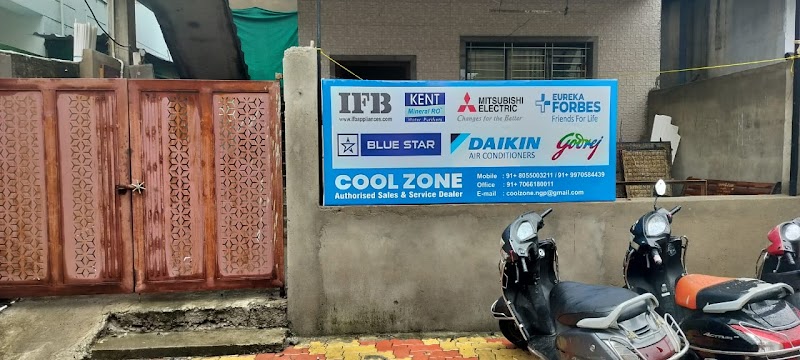 IFB
www.ifbappliances.com
KENT
Mineral RO
Water Purifiers
MITSUBISHI
ELECTRIC
Changes for the Better
EUREKA
FORBES
Friends For Life
BLUE STAR
DAIKIN
AIR CONDITIONERS
Godrej
COOL ZONE
Authorised Sales & Service Dealer
Mobile : 91+ 8055003211 / 91+ 9970584439
Office : 91+ 7066180011
E-mail : coolzone.ngp@gmail.com